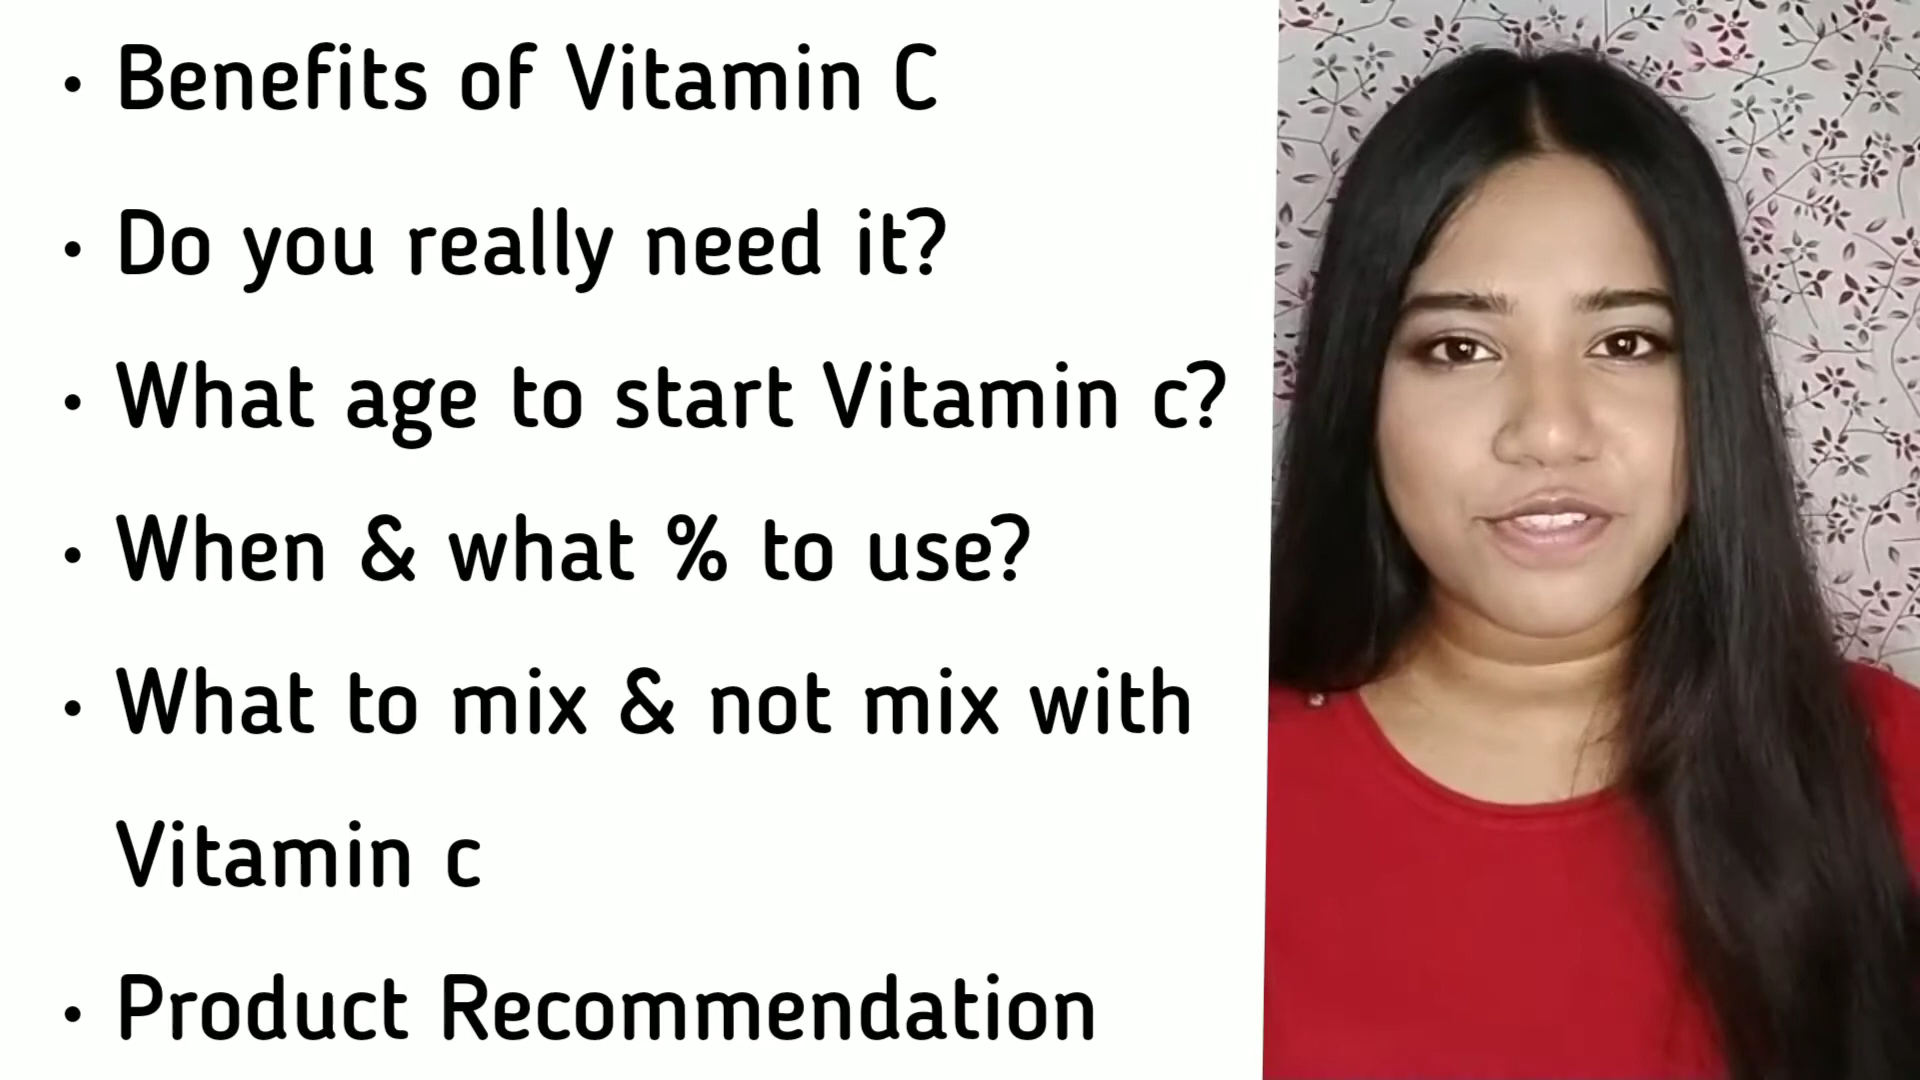 • Benefits of Vitamin C
• Do you really need it?
• What age to start Vitamin c?
• When & what % to use?
• What to mix & not mix with
Vitamin c
• Product Recommendation